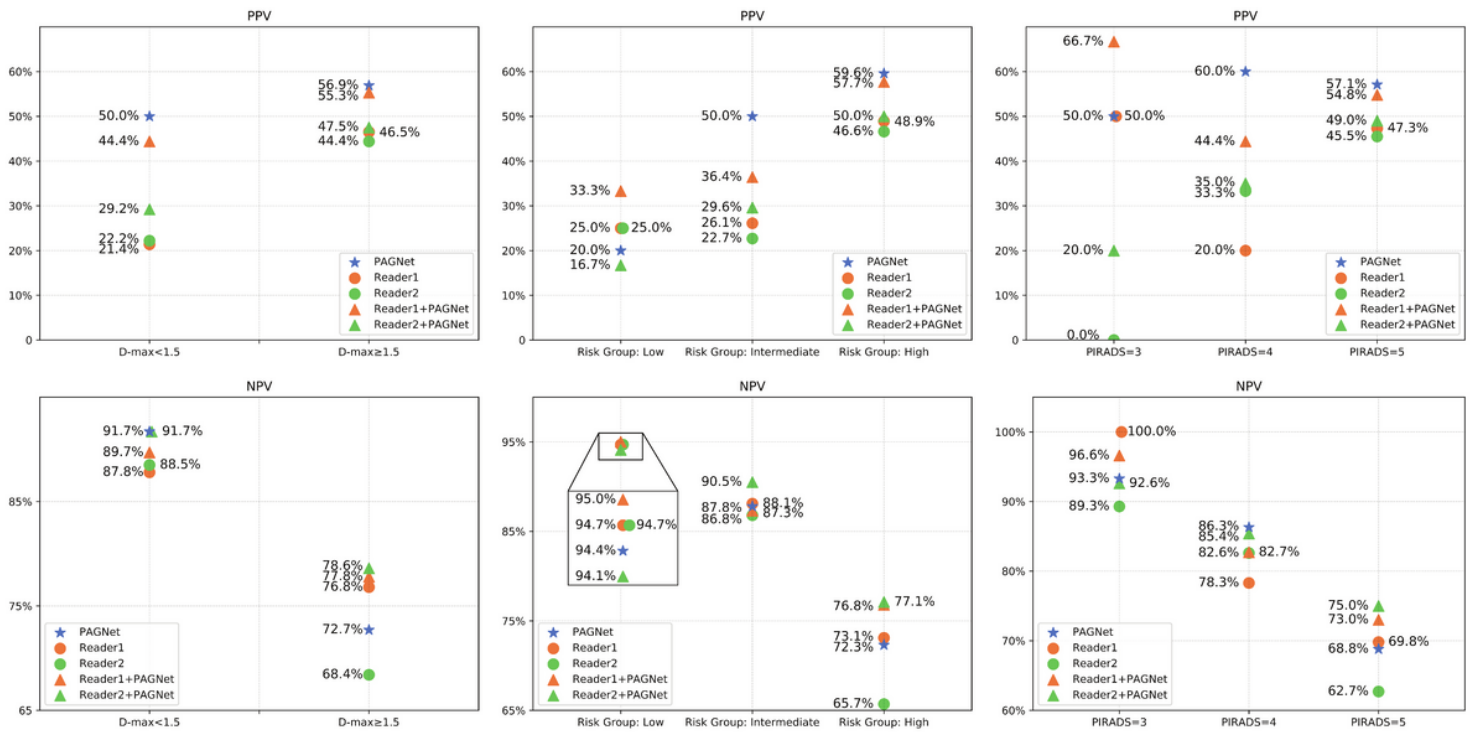 PPV
60%
50%
40%
30%
20%
10%
0
50.0%
44.4%
29.2%
22.2%
21.4%
56.9%
55.3%
47.5%
46.5%
44.4%
PAGNet
Reader1
Reader2
Reader1+PAGNet
Reader2+PAGNet
D-max<1.5
D-max≥1.5
PPV
60%
50%
40%
30%
20%
10%
0
33.3%
25.0%
25.0%
20.0%
16.7%
50.0%
36.4%
29.6%
26.1%
22.7%
59.6%
57.7%
50.0%
48.9%
46.6%
PAGNet
Reader1
Reader2
Reader1+PAGNet
Reader2+PAGNet
Risk Group: Low
Risk Group: Intermediate
Risk Group: High
PPV
60%
50%
40%
30%
20%
10%
0
66.7%
50.0%
50.0%
20.0%
0.0%
60.0%
44.4%
35.0%
33.3%
20.0%
57.1%
54.8%
49.0%
47.3%
45.5%
PAGNet
Reader1
Reader2
Reader1+PAGNet
Reader2+PAGNet
PIRADS=3
PIRADS=4
PIRADS=5
NPV
85%
75%
65
91.7%
91.7%
89.7%
88.5%
87.8%
78.6%
77.8%
76.8%
72.7%
68.4%
PAGNet
Reader1
Reader2
Reader1+PAGNet
Reader2+PAGNet
D-max<1.5
D-max≥1.5
NPV
95%
85%
75%
65%
95.0%
94.7%
94.7%
94.4%
94.1%
90.5%
87.8%
88.1%
86.8%
87.3%
76.8%
77.1%
73.1%
72.3%
65.7%
PAGNet
Reader1
Reader2
Reader1+PAGNet
Reader2+PAGNet
Risk Group: Low
Risk Group: Intermediate
Risk Group: High
NPV
100%
90%
80%
70%
60%
100.0%
96.6%
93.3%
92.6%
89.3%
86.3%
85.4%
82.6%
82.7%
78.3%
75.0%
73.0%
69.8%
68.8%
62.7%
PAGNet
Reader1
Reader2
Reader1+PAGNet
Reader2+PAGNet
PIRADS=3
PIRADS=4
PIRADS=5